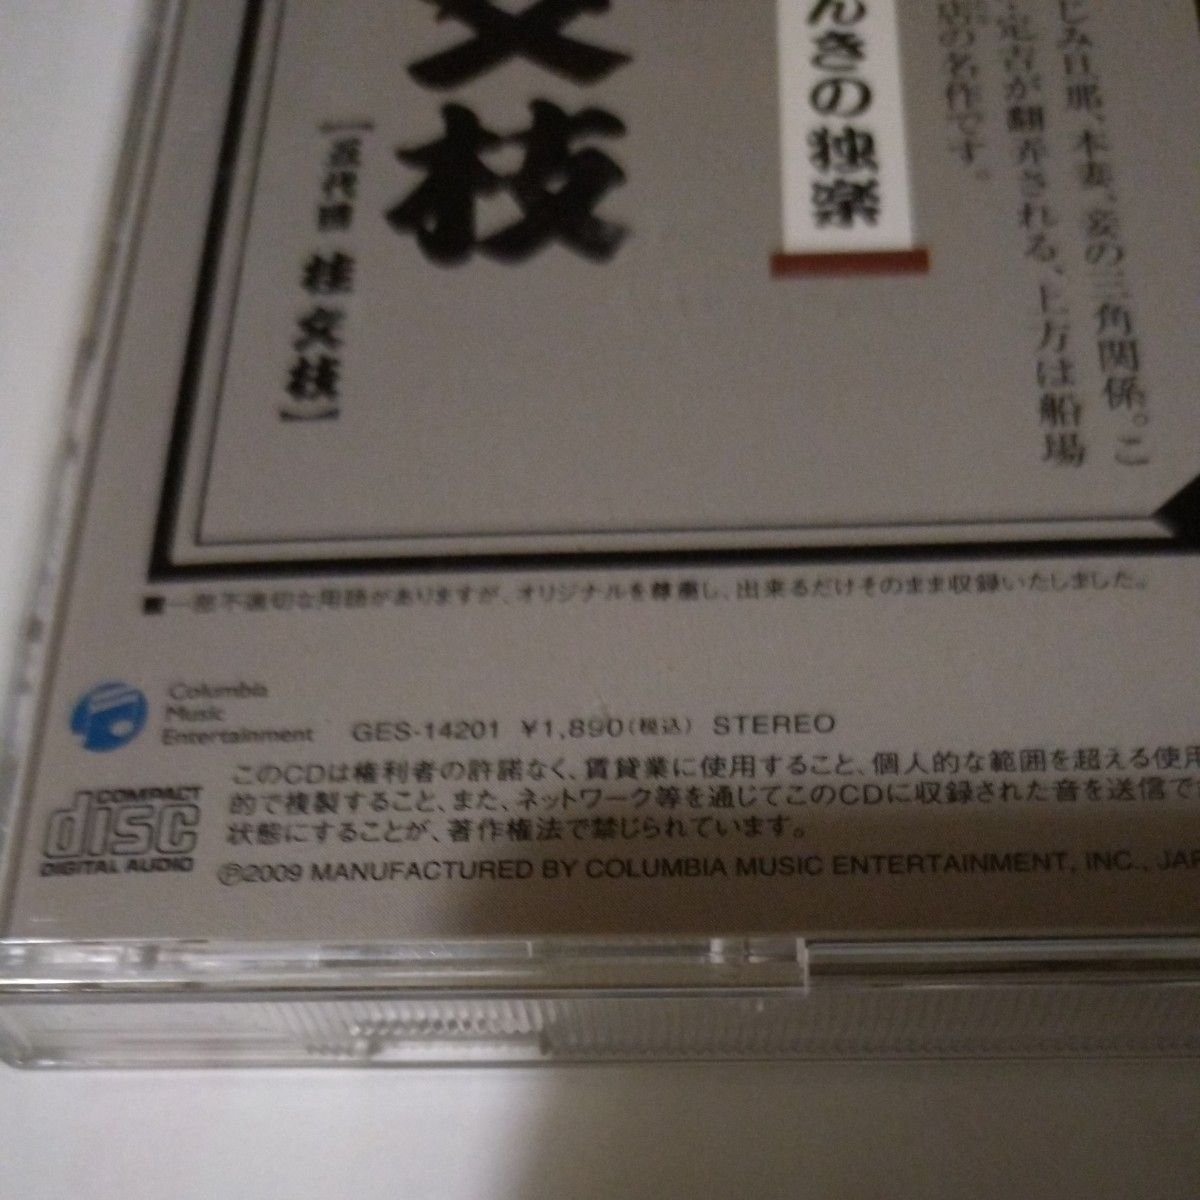 じみ旦那、本妻、妾の三角関係。こ
定吉が翻弄される、上方は船場
店の名作です。
んきの独楽
文枝
【五代目 桂文枝】
■一部不適切な用語がありますが、オリジナルを尊重し、出来るだけそのまま収録いたしました。
Columbia
Music
Entertainment
GES-14201 ¥1,890(税込) STEREO
このCDは権利者の許諾なく、賃貸業に使用すること、個人的な範囲を超える使用
的で複製すること、また、ネットワーク等を通じてこのCDに収録された音を送信で
状態にすることが、著作権法で禁じられています。
COMPACT
disc
DIGITAL AUDIO
℗2009 MANUFACTURED BY COLUMBIA MUSIC ENTERTAINMENT, INC., JAP